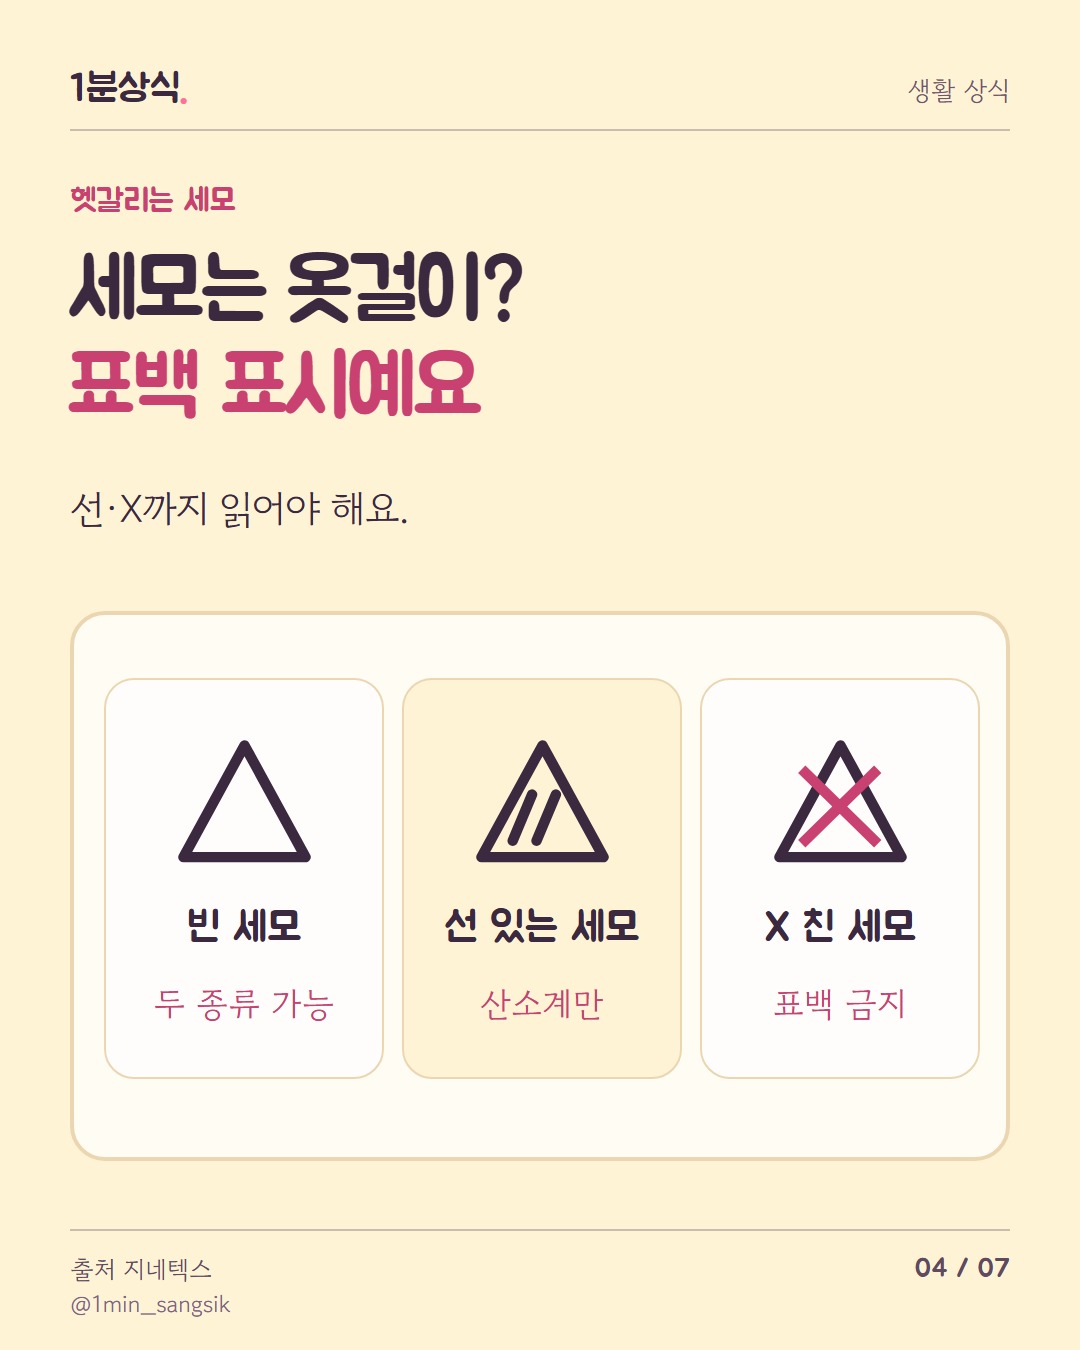 1분상식.
생활 상식
헷갈리는 세모
세모는 옷걸이?
표백 표시예요
선·X까지 읽어야 해요.
빈 세모
두 종류 가능
선 있는 세모
산소계만
X 친 세모
표백 금지
출처 지네텍스
@1min_sangsik
04 / 07